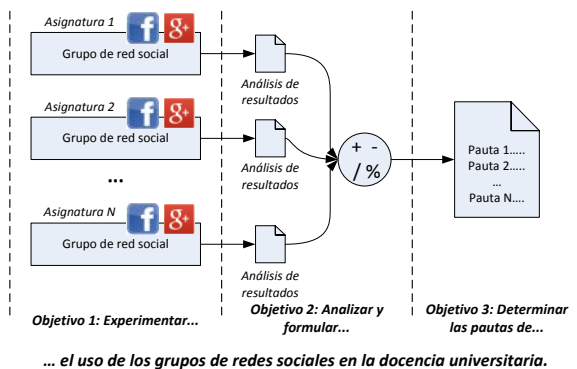 Asignatura 1
f g+
Grupo de red social
Análisis de
resultados
Asignatura 2
f g+
Grupo de red social
Análisis de
resultados
...
Asignatura N
f g+
Grupo de red social
Análisis de
resultados
+ -
/ %
Pauta 1.....
Pauta 2.....
...
Pauta N....
Objetivo 1: Experimentar...
Objetivo 2: Analizar y
formular...
Objetivo 3: Determinar
las pautas de...
... el uso de los grupos de redes sociales en la docencia universitaria.